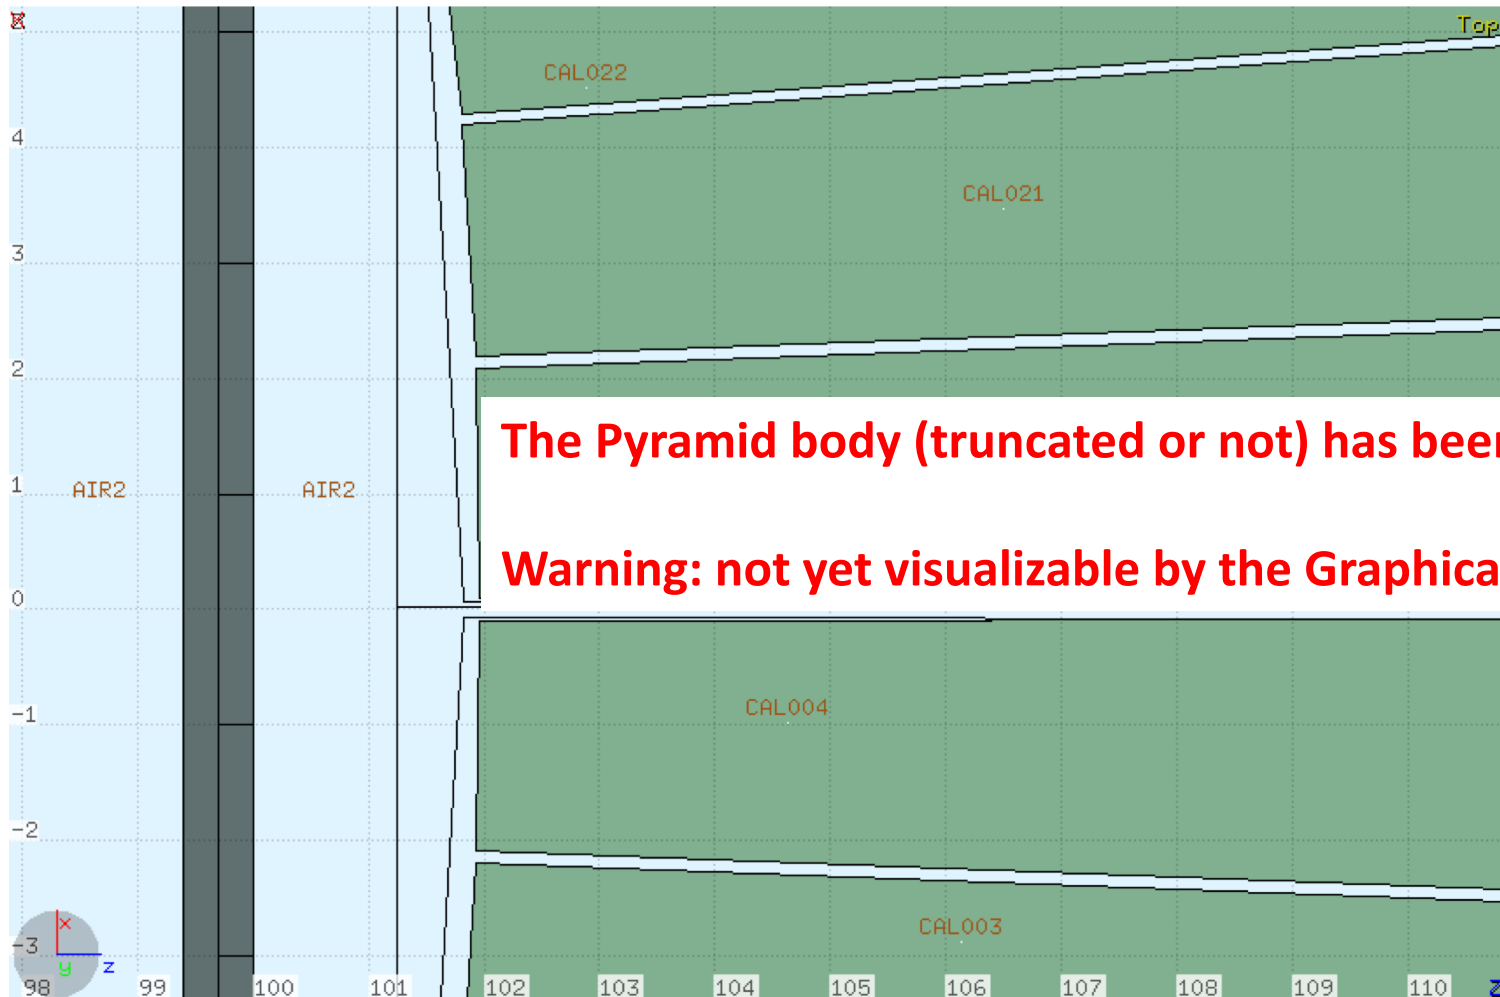 Top
CAL022
4
CAL021
3
2
The Pyramid body (truncated or not) has been
1
AIR2
AIR2
Warning: not yet visualizable by the Graphica
0
-1
CAL004
-2
CAL003
-3
x
y
z
98
99
100
101
102
103
104
105
106
107
108
109
110
z